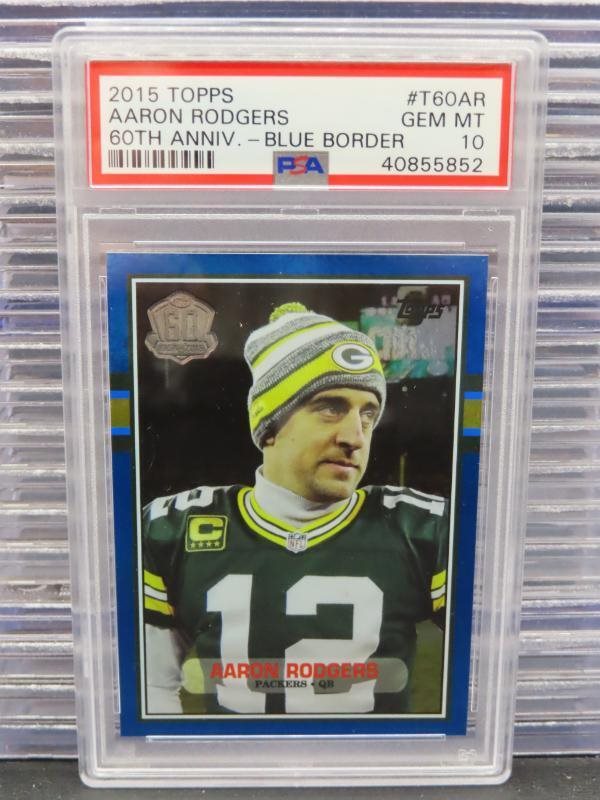 2015 TOPPS #T60AR
AARON RODGERS GEM MT
60TH ANNIV. - BLUE BORDER 10
PSA 40855852
60
Topps
G
12
C
NFL
12
AARON RODGERS
PACKERS • QB